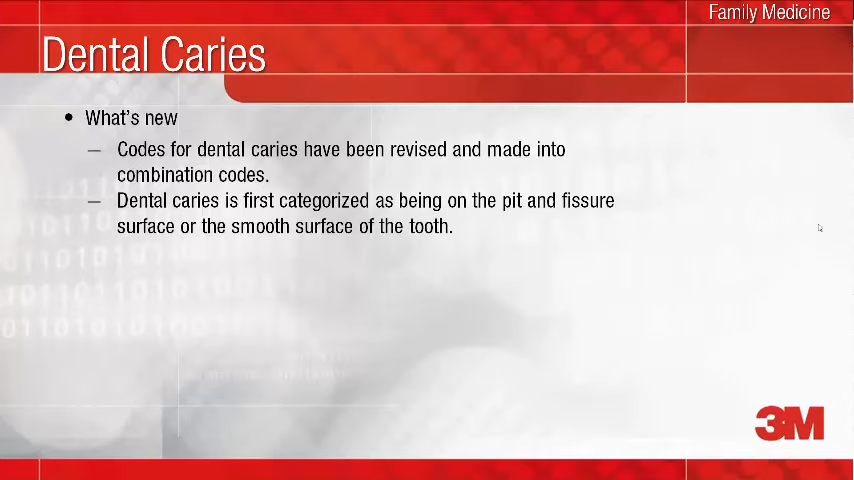 Family Medicine
Dental Caries
• What's new
— Codes for dental caries have been revised and made into
combination codes.
— Dental caries is first categorized as being on the pit and fissure
surface or the smooth surface of the tooth.
3M